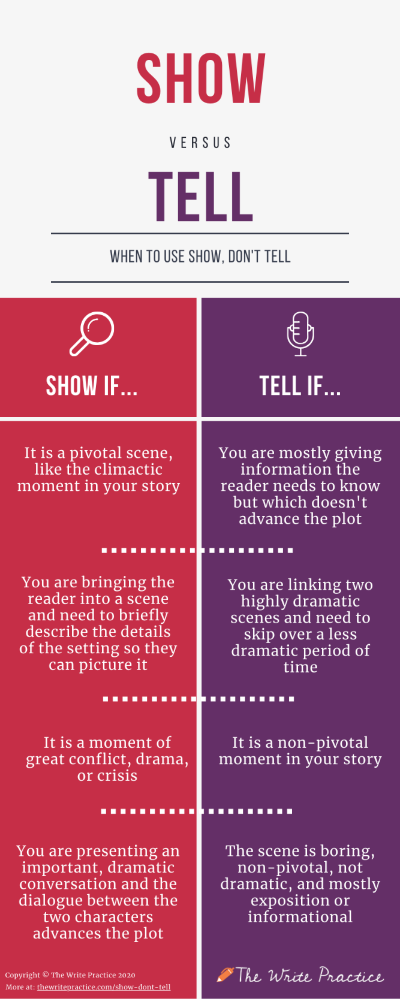 SHOW
VERSUS
TELL
WHEN TO USE SHOW, DON'T TELL
SHOW IF...
TELL IF...
It is a pivotal scene,
like the climactic
moment in your story
You are mostly giving
information the
reader needs to know
but which doesn't
advance the plot
You are bringing the
reader into a scene
and need to briefly
describe the details
of the setting so they
can picture it
You are linking two
highly dramatic
scenes and need to
skip over a less
dramatic period of
time
It is a moment of
great conflict, drama,
or crisis
It is a non-pivotal
moment in your story
You are presenting an
important, dramatic
conversation and the
dialogue between the
two characters
advances the plot
The scene is boring,
non-pivotal, not
dramatic, and mostly
exposition or
informational
Copyright © The Write Practice 2020
More at: thewritepractice.com/show-dont-tell
The Write Practice